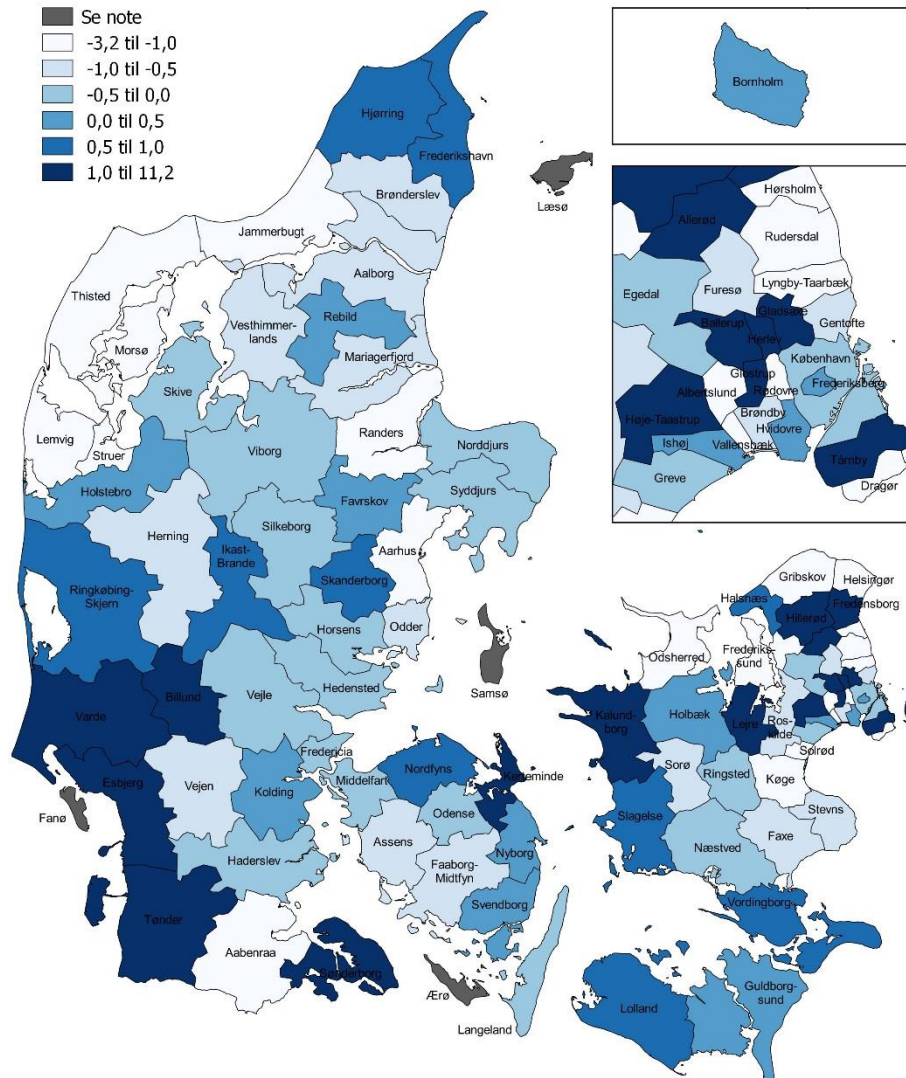 Se note
-3,2 til -1,0
-1,0 til -0,5
-0,5 til 0,0
0,0 til 0,5
0,5 til 1,0
1,0 til 11,2
Hjørring
Frederikshavn
Brønderslev
Læsø
Jammerbugt
Aalborg
Thisted
Vesthimmer-
lands
Rebild
Morsø
Mariagerfjord
Skive
Lemvig
Struer
Randers
Norddjurs
Viborg
Holstebro
Favrskov
Syddjurs
Silkeborg
Herning
Ikast-
Brande
Aarhus
Skanderborg
Ringkøbing-
Skjern
Odder
Horsens
Samsø
Hedensted
Billund
Vejle
Varde
Fredericia
Esbjerg
Vejen
Kolding
Middelfart
Nordfyns
Kerteminde
Fanø
Odense
Assens
Nyborg
Haderslev
Faaborg-
Midtfyn
Svendborg
Tønder
Aabenraa
Sønderborg
Ærø
Langeland
Bornholm
Hørsholm
Allerød
Rudersdal
Egedal
Furesø
Lyngby-Taarbæk
Gladsaxe
Ballerup
Gentofte
Herlev
København
Glostrup
Albertslund
Rødovre
Frederiksberg
Høje-Taastrup
Brøndby
Hvidovre
Ishøj
Vallensbæk
Greve
Tårnby
Dragør
Gribskov
Helsingør
Halsnæs
Fredensborg
Hillerød
Odsherred
Frederiks-
sund
Kalund-
borg
Holbæk
Lejre
Ros-
kilde
Solrød
Sorø
Ringsted
Køge
Slagelse
Stevns
Faxe
Næstved
Vordingborg
Guldborg-
sund
Lolland